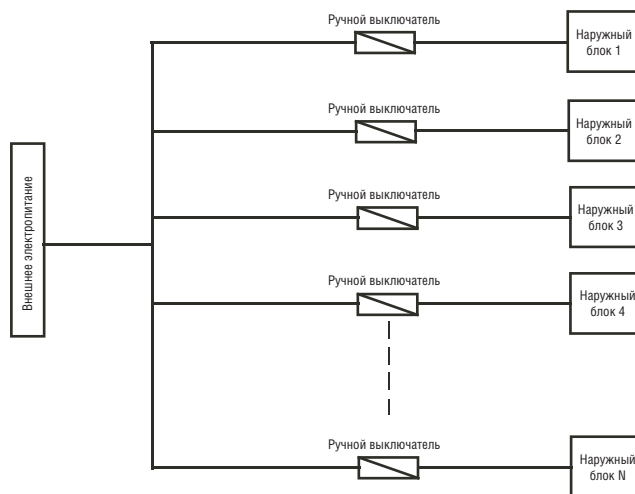 Ручной выключатель
Наружный
блок 1
Ручной выключатель
Наружный
блок 2
Внешнее электропитание
Ручной выключатель
Наружный
блок 3
Ручной выключатель
Наружный
блок 4
Ручной выключатель
Наружный
блок N